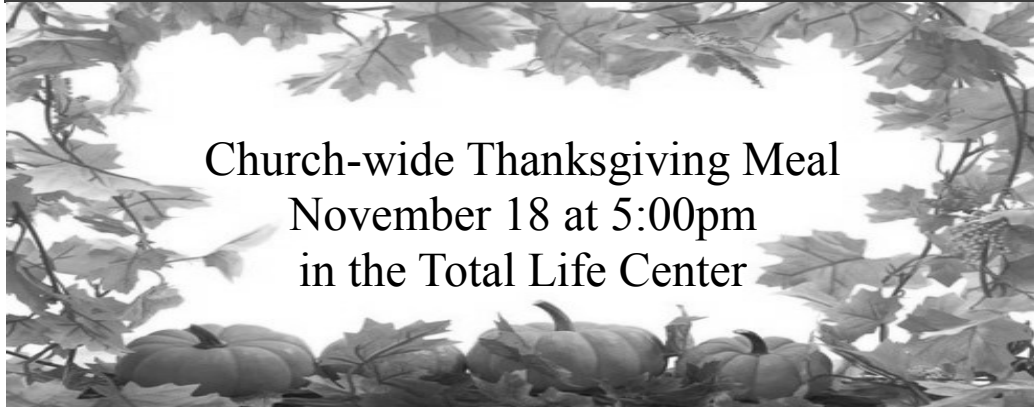 Church-wide Thanksgiving Meal
November 18 at 5:00pm
in the Total Life Center